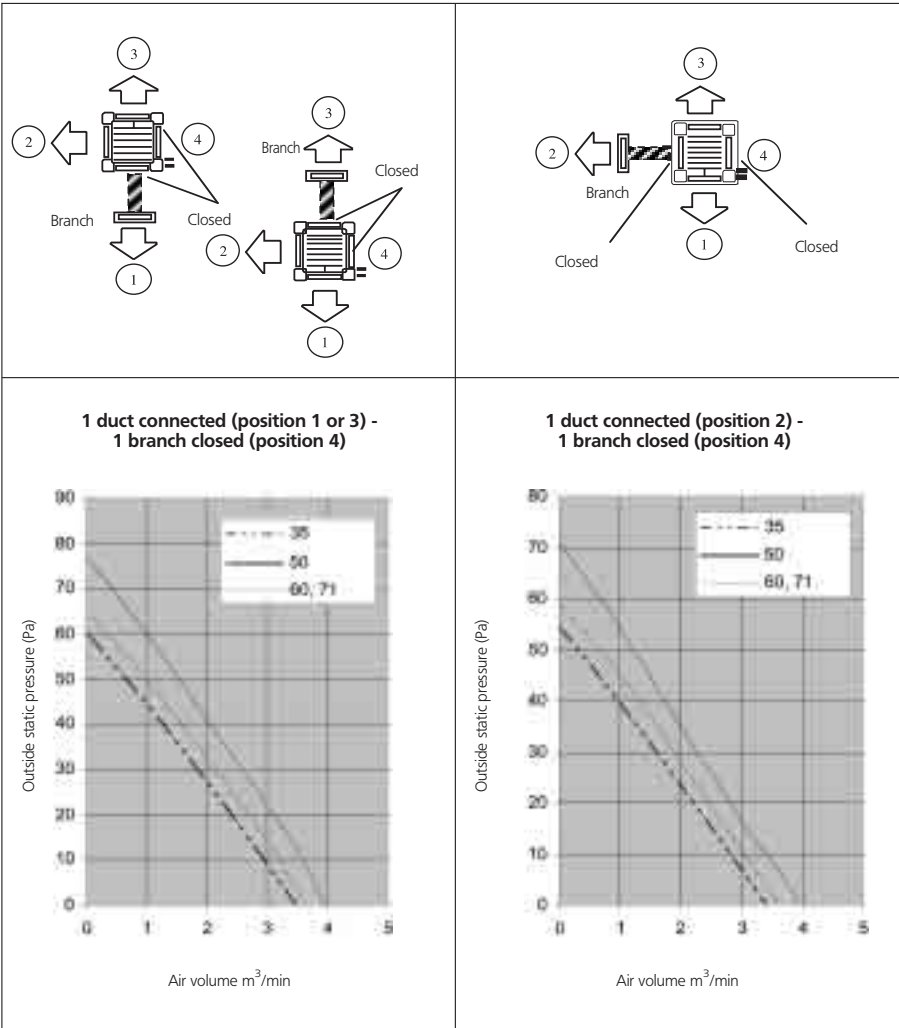 3
2
4
Branch
Closed
1
3
Branch
Closed
2
4
1
3
2
4
Branch
Closed
1
Closed
1 duct connected (position 1 or 3) -
1 branch closed (position 4)
90
80
70
60
50
40
30
20
10
0
0 1 2 3 4 5
35
50
60, 71
Outside static pressure (Pa)
Air volume m³/min
1 duct connected (position 2) -
1 branch closed (position 4)
80
70
60
50
40
30
20
10
0
0 1 2 3 4 5
35
50
60, 71
Outside static pressure (Pa)
Air volume m³/min